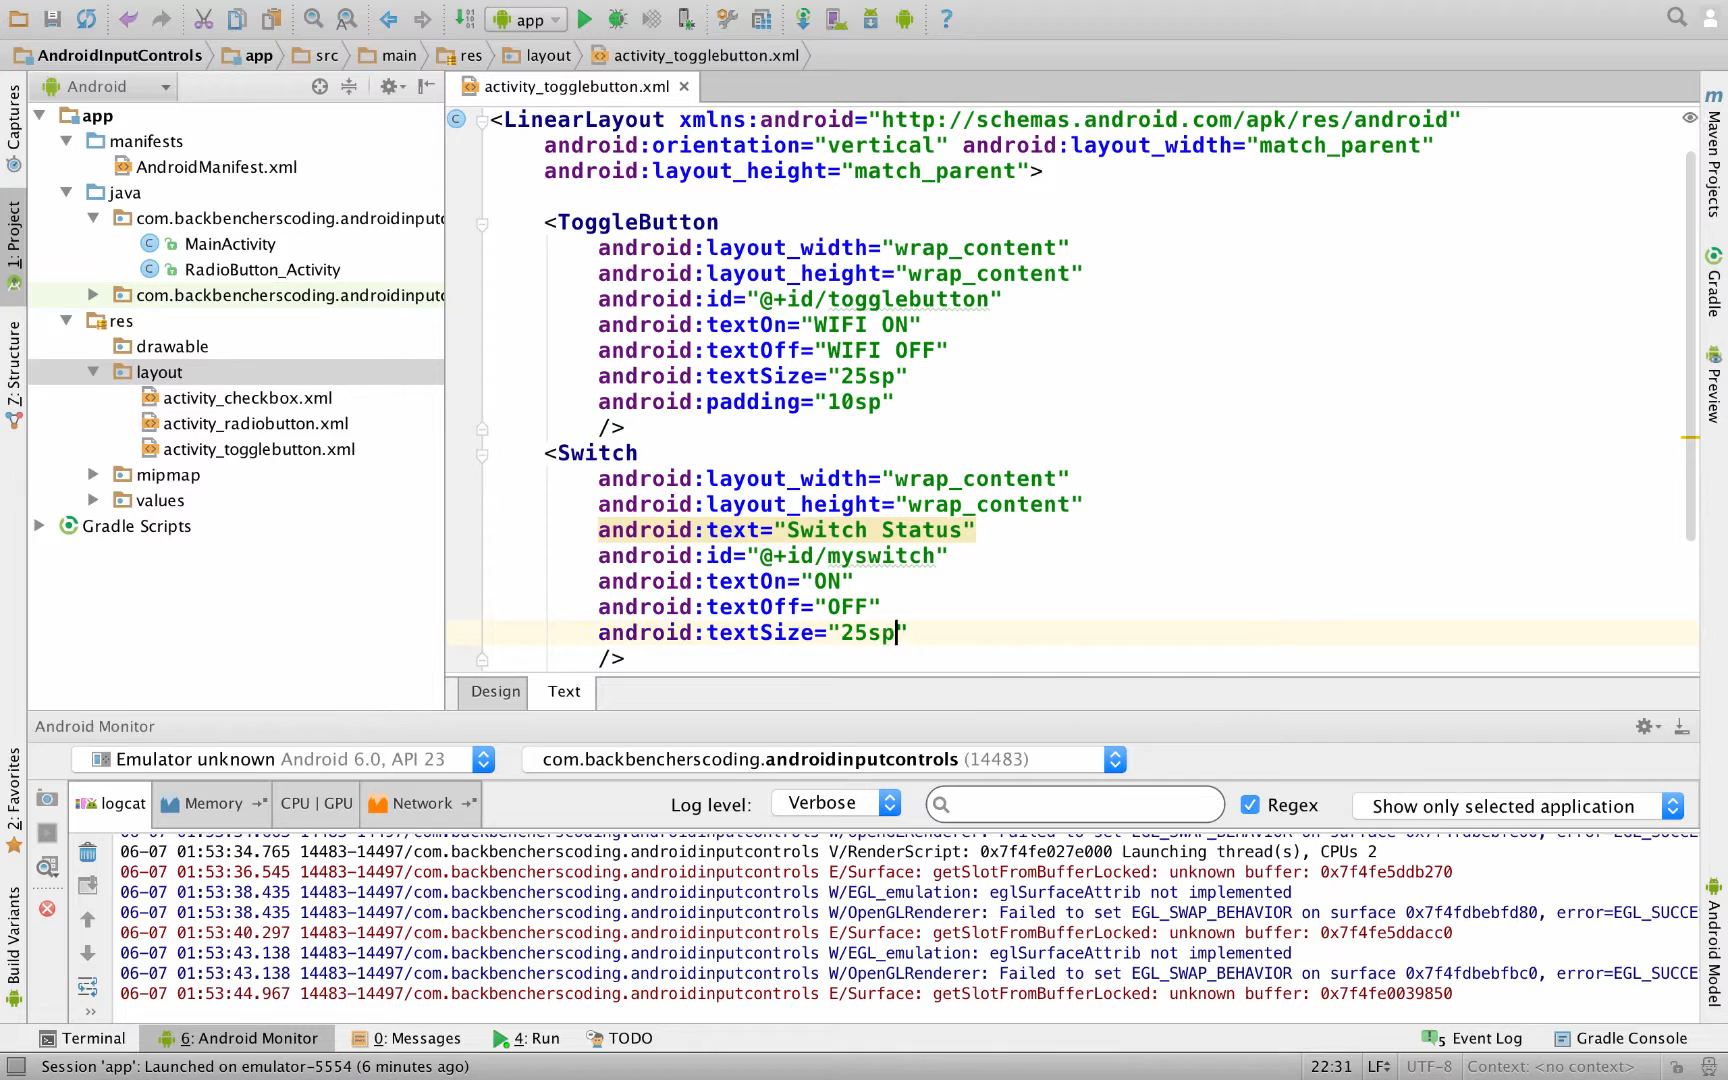 app
AndroidInputControls app src main res layout activity_togglebutton.xml
Android
activity_togglebutton.xml
Captures
1: Project
Z: Structure
2: Favorites
Build Variants
app
manifests
AndroidManifest.xml
java
com.backbencherscoding.androidinputc
MainActivity
RadioButton_Activity
com.backbencherscoding.androidinputc
res
drawable
layout
activity_checkbox.xml
activity_radiobutton.xml
activity_togglebutton.xml
mipmap
values
Gradle Scripts
<LinearLayout xmlns:android="http://schemas.android.com/apk/res/android"
android:orientation="vertical" android:layout_width="match_parent"
android:layout_height="match_parent">
<ToggleButton
android:layout_width="wrap_content"
android:layout_height="wrap_content"
android:id="@+id/togglebutton"
android:textOn="WIFI ON"
android:textOff="WIFI OFF"
android:textSize="25sp"
android:padding="10sp"
/>
<Switch
android:layout_width="wrap_content"
android:layout_height="wrap_content"
android:text="Switch Status"
android:id="@+id/myswitch"
android:textOn="ON"
android:textOff="OFF"
android:textSize="25sp"
/>
Design Text
m Maven Projects
Gradle
Preview
Android Model
Android Monitor
Emulator unknown Android 6.0, API 23
com.backbencherscoding.androidinputcontrols (14483)
logcat Memory CPU | GPU Network Log level: Verbose Regex Show only selected application
06-07 01:53:34.765 14483-14497/com.backbencherscoding.androidinputcontrols V/RenderScript: 0x7f4fe027e000 Launching thread(s), CPUs 2
06-07 01:53:36.545 14483-14497/com.backbencherscoding.androidinputcontrols E/Surface: getSlotFromBufferLocked: unknown buffer: 0x7f4fe5ddb270
06-07 01:53:38.435 14483-14497/com.backbencherscoding.androidinputcontrols W/EGL_emulation: eglSurfaceAttrib not implemented
06-07 01:53:38.435 14483-14497/com.backbencherscoding.androidinputcontrols W/OpenGLRenderer: Failed to set EGL_SWAP_BEHAVIOR on surface 0x7f4fdbebfd80, error=EGL_SUCCE
06-07 01:53:40.297 14483-14497/com.backbencherscoding.androidinputcontrols E/Surface: getSlotFromBufferLocked: unknown buffer: 0x7f4fe5ddacc0
06-07 01:53:43.138 14483-14497/com.backbencherscoding.androidinputcontrols W/EGL_emulation: eglSurfaceAttrib not implemented
06-07 01:53:43.138 14483-14497/com.backbencherscoding.androidinputcontrols W/OpenGLRenderer: Failed to set EGL_SWAP_BEHAVIOR on surface 0x7f4fdbebfbc0, error=EGL_SUCCE
06-07 01:53:44.967 14483-14497/com.backbencherscoding.androidinputcontrols E/Surface: getSlotFromBufferLocked: unknown buffer: 0x7f4fe0039850
Terminal 6: Android Monitor 0: Messages 4: Run TODO 5 Event Log Gradle Console
Session 'app': Launched on emulator-5554 (6 minutes ago) 22:31 LF UTF-8 Context: <no context>